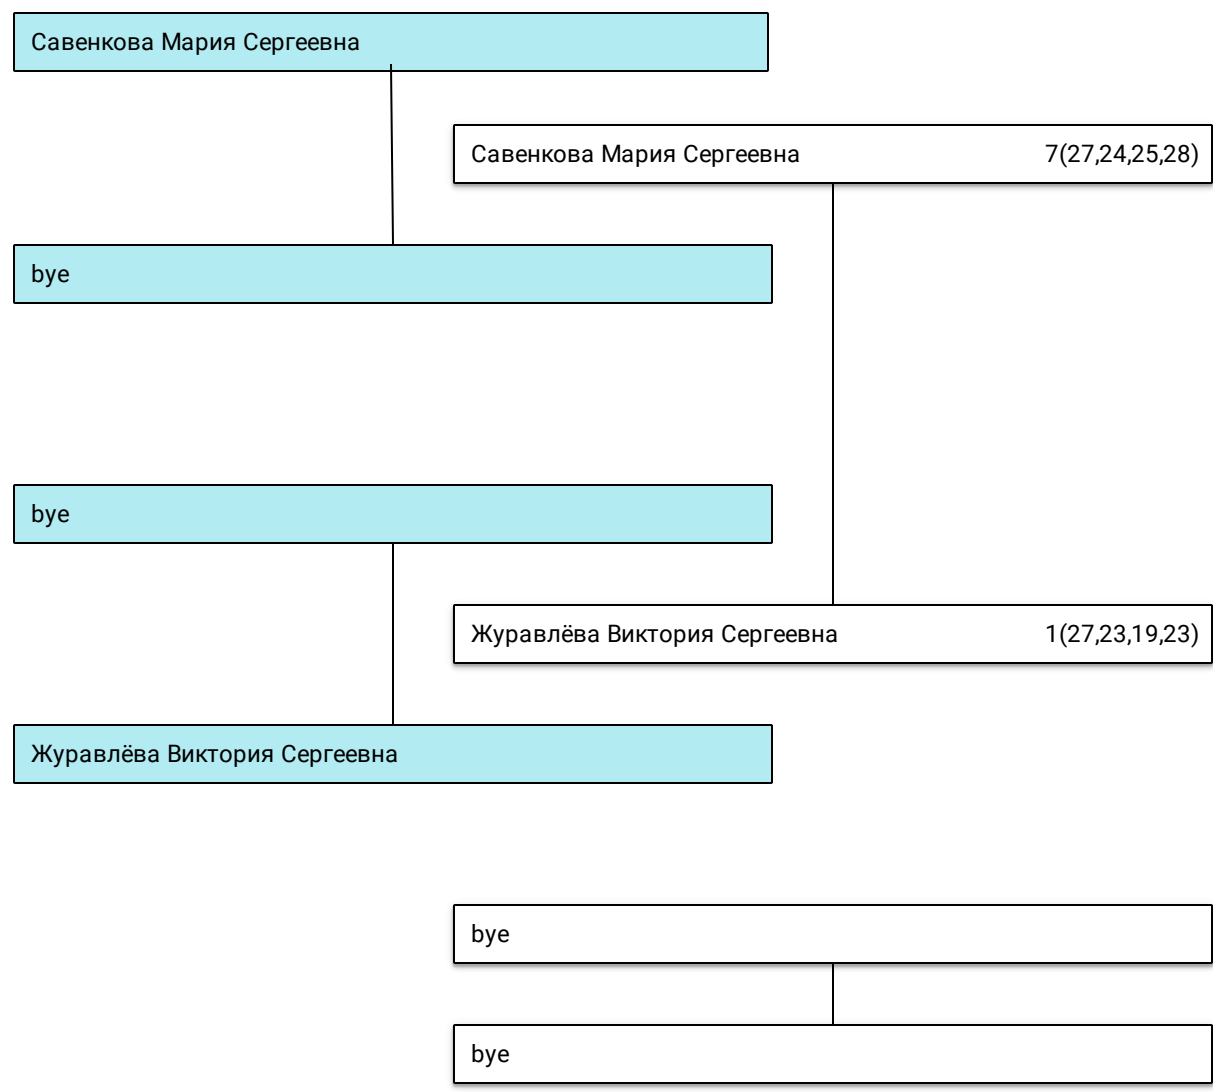 Савенкова Мария Сергеевна
Савенкова Мария Сергеевна 7(27,24,25,28)
bye
bye
Журавлёва Виктория Сергеевна 1(27,23,19,23)
Журавлёва Виктория Сергеевна
bye
bye